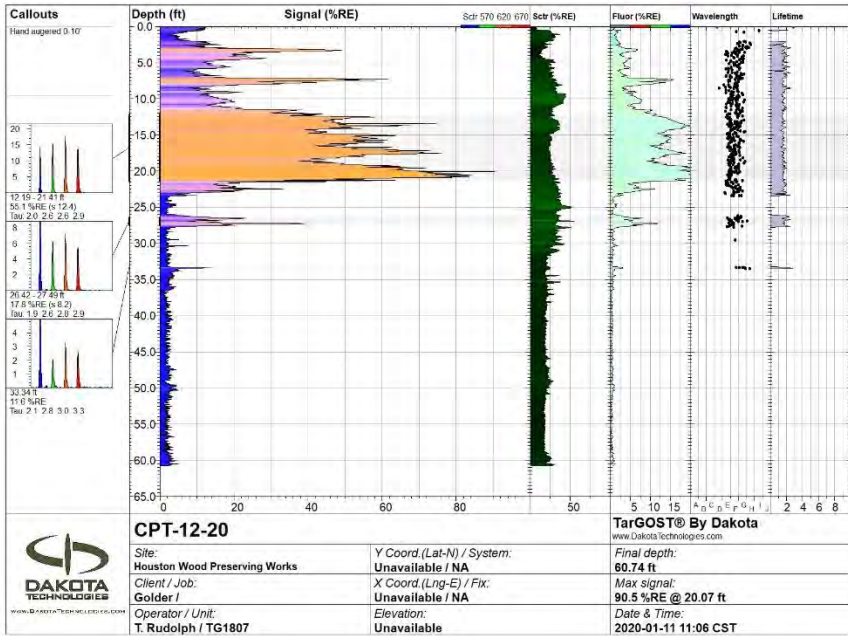 Callouts
Depth (ft)
Signal (%RE)
Sctr 570 620 670
Sctr (%RE)
Fluor (%RE)
Wavelength
Lifetime
Hand augered 0-10'
0.0
5.0
10.0
15.0
20.0
25.0
30.0
35.0
40.0
45.0
50.0
55.0
60.0
65.0
20
15
10
5
12.19 - 21.41 ft
55.1 %RE (s 12.4)
Tau: 2.0 2.6 2.6 2.9
8
6
4
2
26.42 - 27.49 ft
17.8 %RE (s 8.2)
Tau: 1.9 2.6 2.8 2.9
4
3
2
1
33.34 ft
11.6 %RE
Tau: 2.1 2.8 3.0 3.3
0 20 40 60 80
50
5 10 15
A B C D E F G H I J
2 4 6 8
DAKOTA
TECHNOLOGIES
WWW.DAKOTATECHNOLOGIES.COM
CPT-12-20
TarGOST® By Dakota
www.DakotaTechnologies.com
Site:
Houston Wood Preserving Works
Y Coord.(Lat-N) / System:
Unavailable / NA
Final depth:
60.74 ft
Client / Job:
Golder /
X Coord.(Lng-E) / Fix:
Unavailable / NA
Max signal:
90.5 %RE @ 20.07 ft
Operator / Unit:
T. Rudolph / TG1807
Elevation:
Unavailable
Date & Time:
2020-01-11 11:06 CST